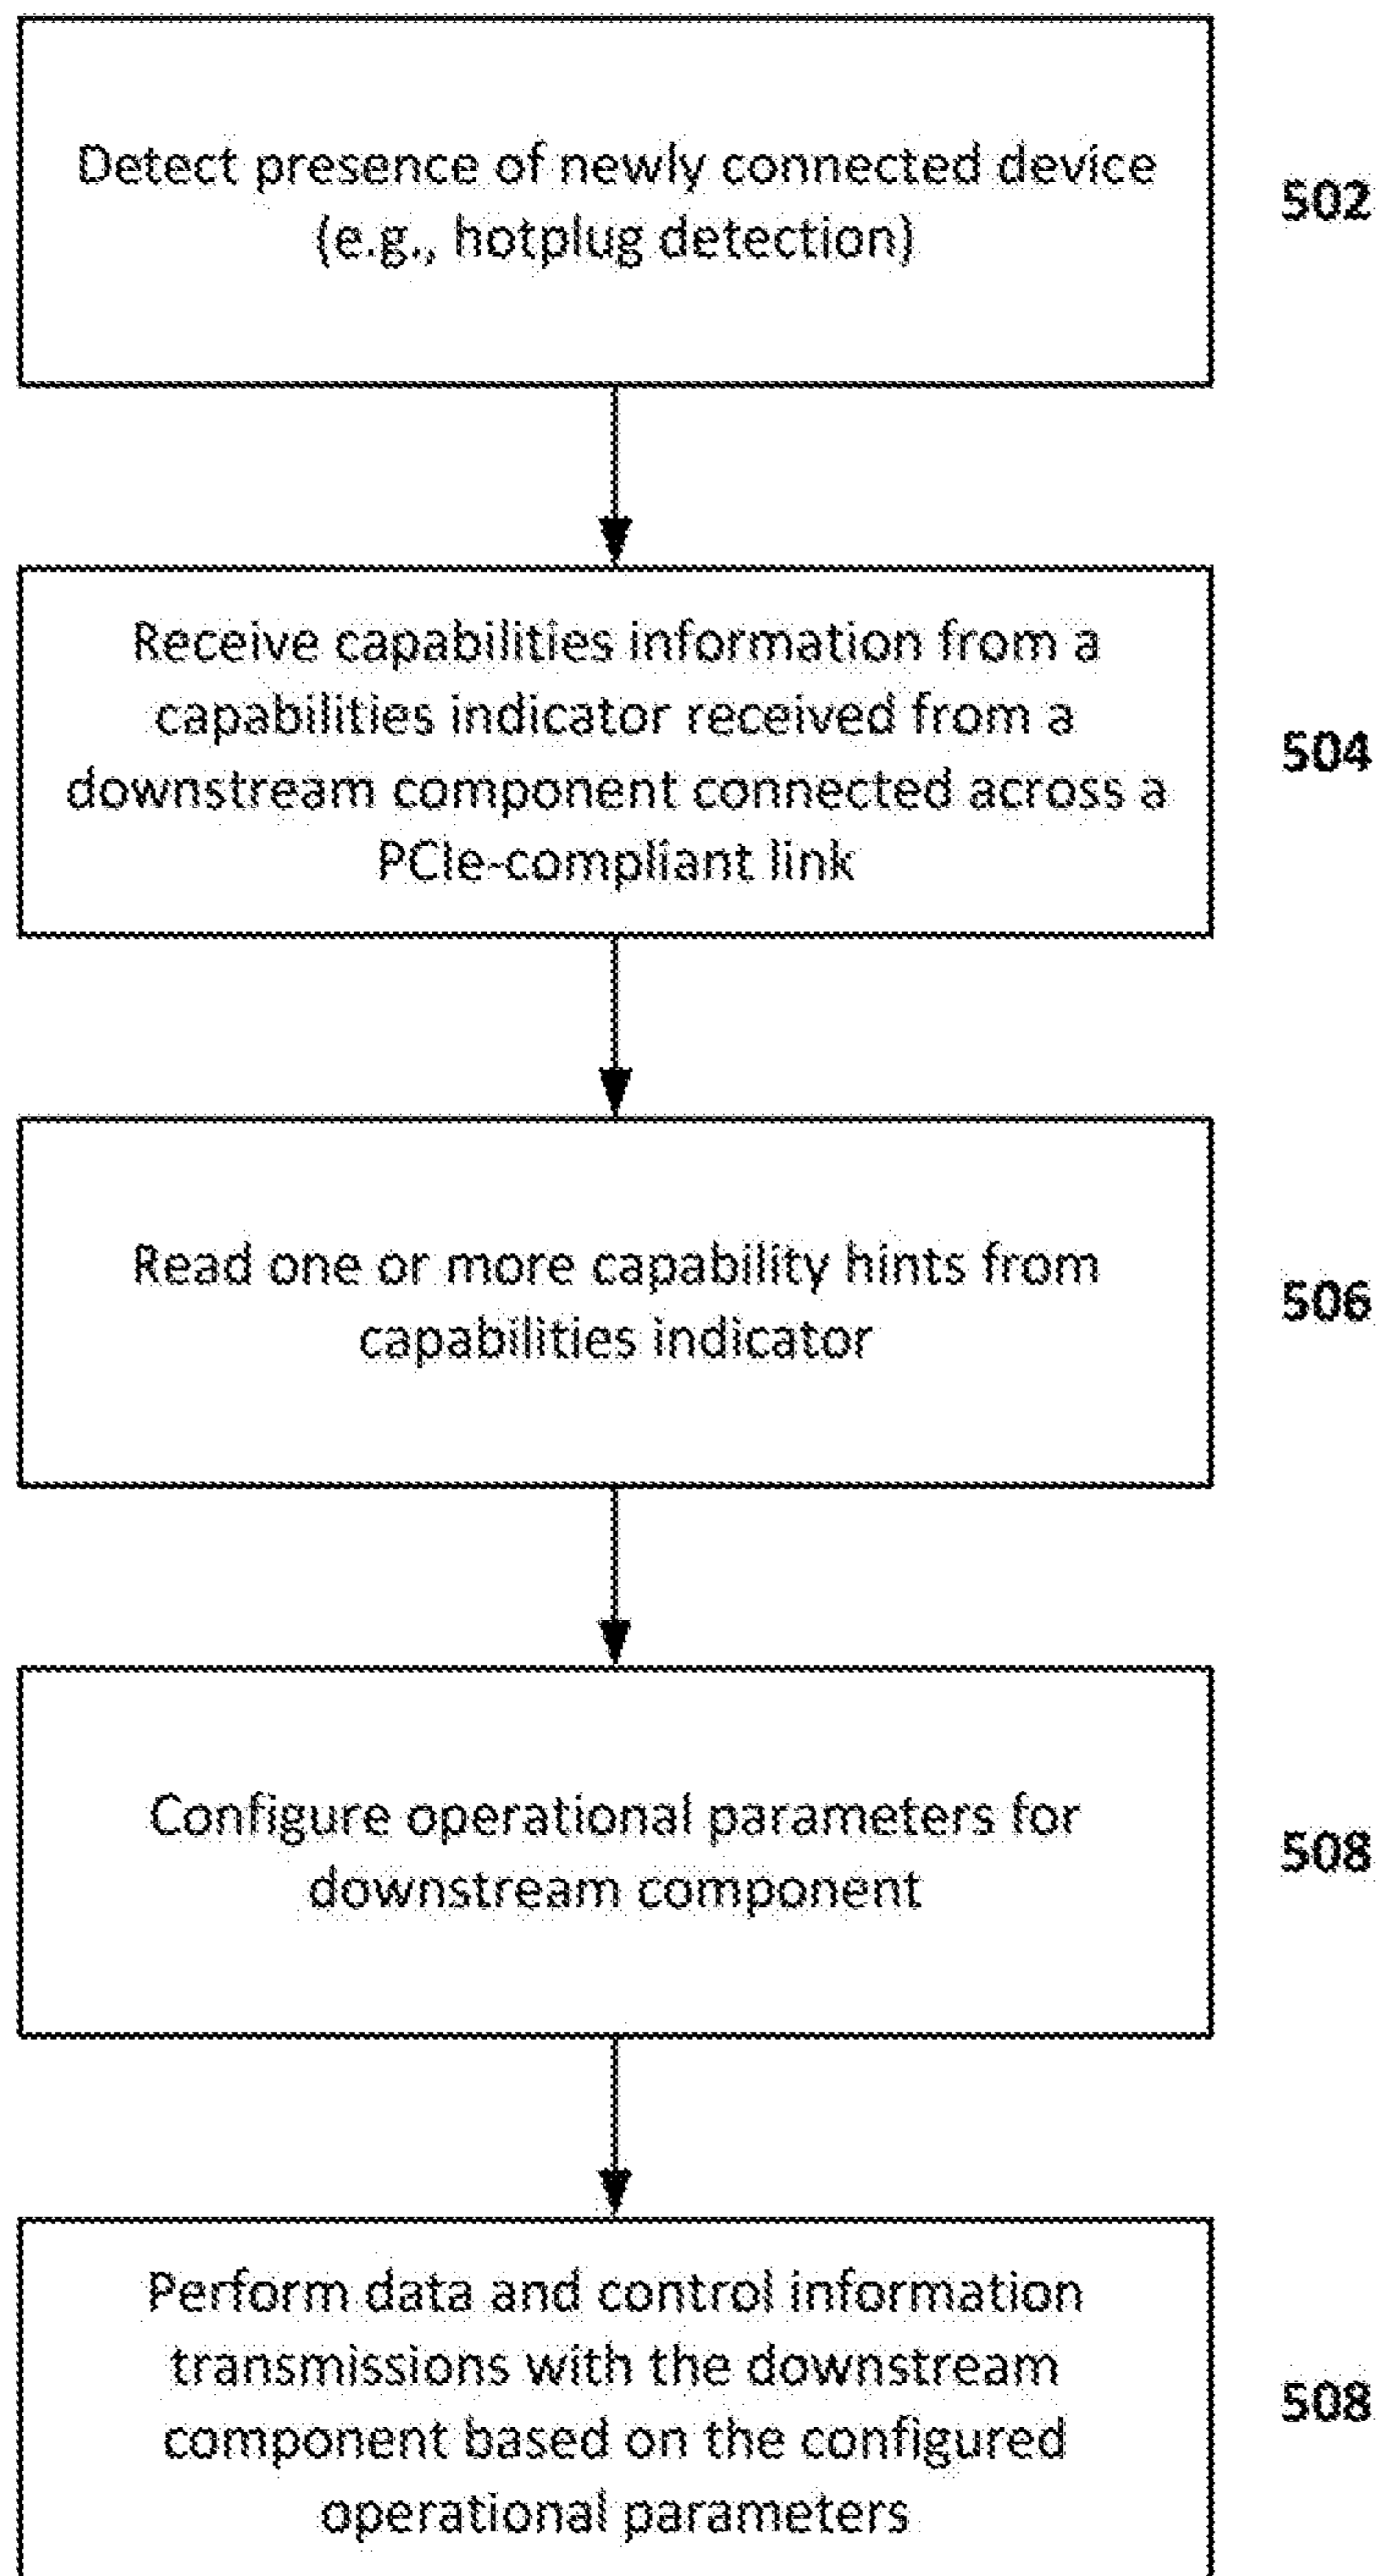 Detect presence of newly connected device
(e.g., hotplug detection)
502
Receive capabilities information from a
capabilities indicator received from a
downstream component connected across a
PCIe-compliant link
504
Read one or more capability hints from
capabilities indicator
506
Configure operational parameters for
downstream component
508
Perform data and control information
transmissions with the downstream
component based on the configured
operational parameters
508